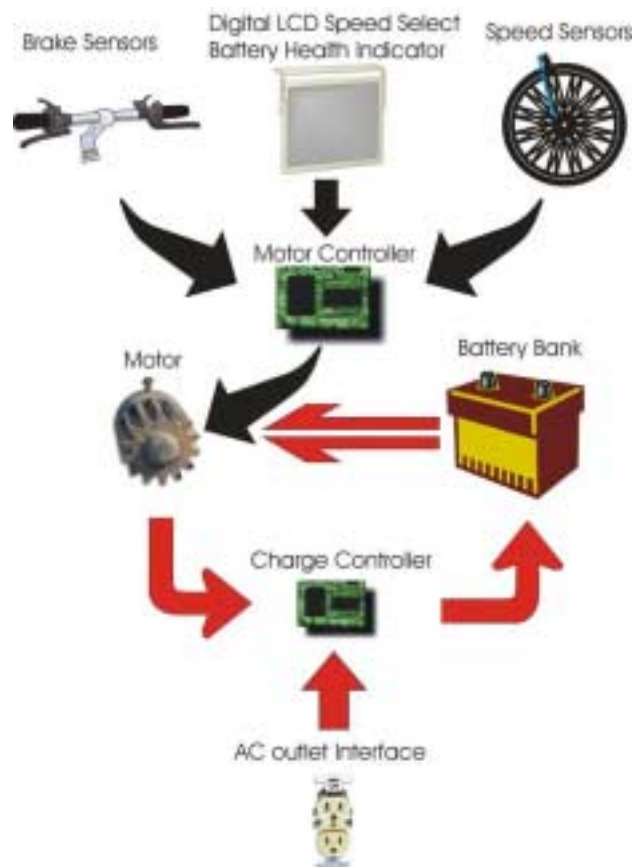 Brake Sensors
Digital LCD Speed Select
Battery Health Indicator
Speed Sensors
Motor Controller
Motor
Battery Bank
Charge Controller
AC outlet Interface